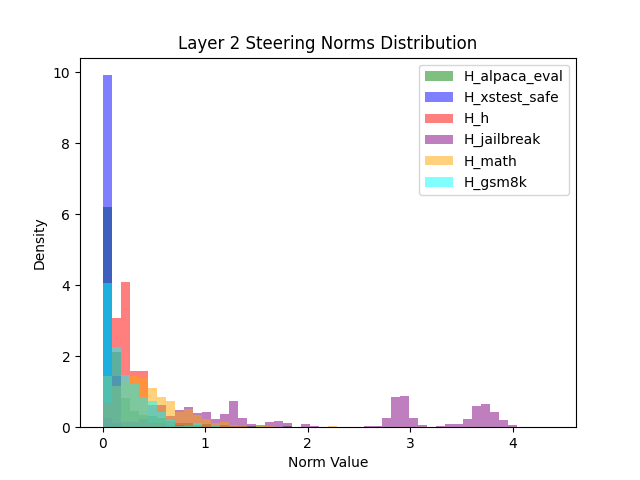 Layer 2 Steering Norms Distribution
H_alpaca_eval
H_xstest_safe
H_h
H_jailbreak
H_math
H_gsm8k
10
8
6
4
2
0
Density
0 1 2 3 4
Norm Value